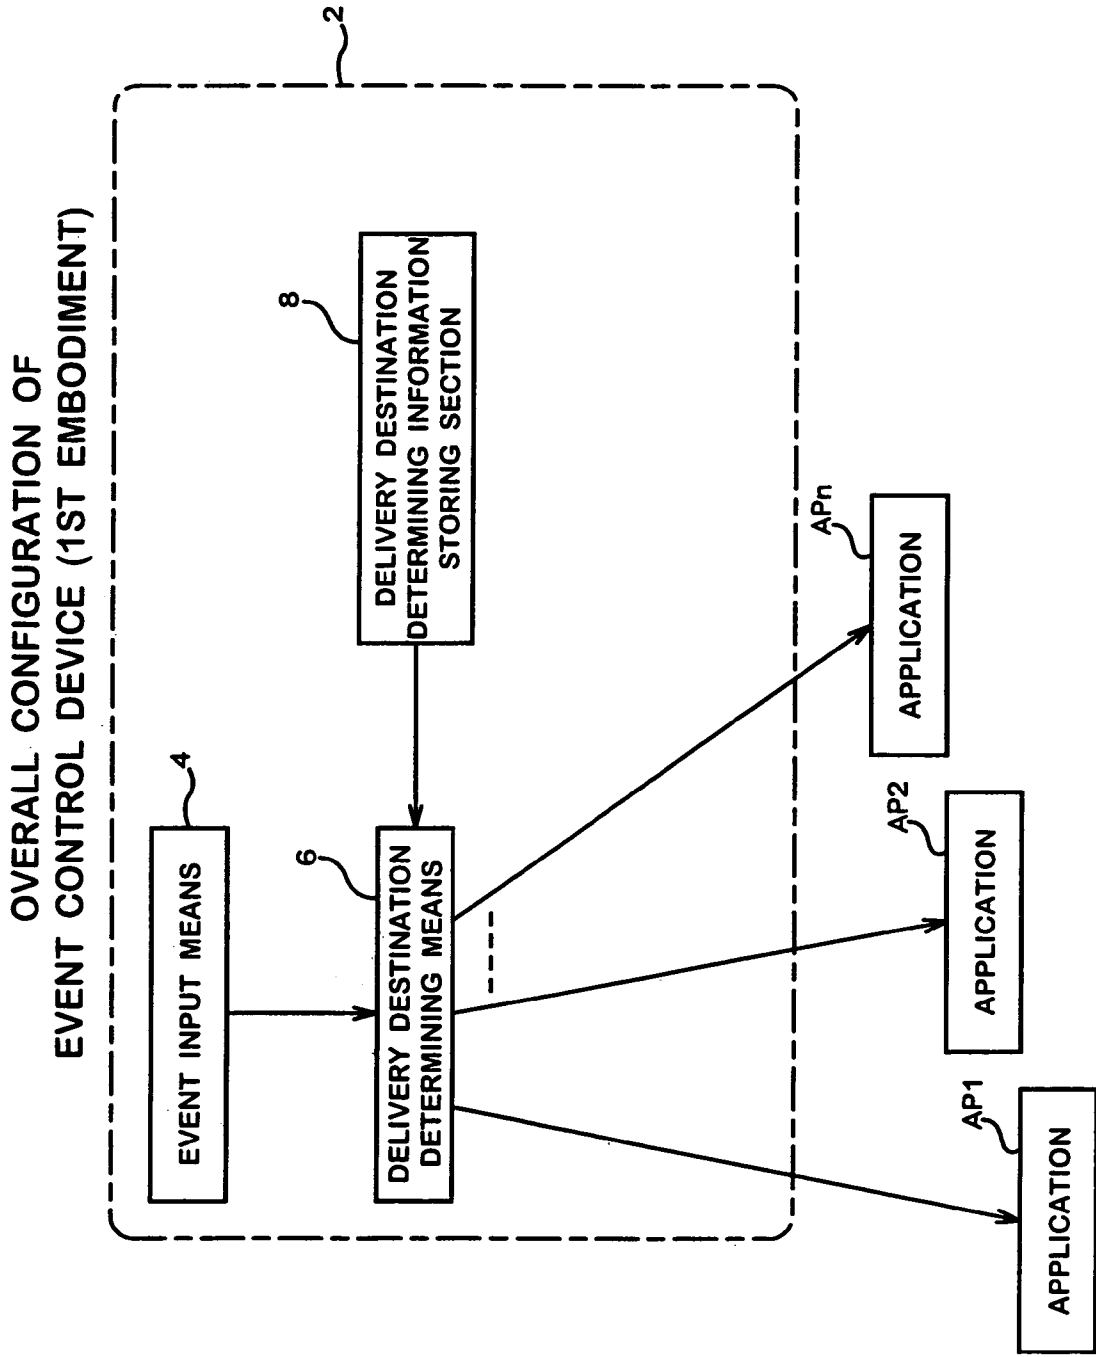 OVERALL CONFIGURATION OF
EVENT CONTROL DEVICE (1ST EMBODIMENT)
2
4
EVENT INPUT MEANS
6
DELIVERY DESTINATION
DETERMINING MEANS
8
DELIVERY DESTINATION
DETERMINING INFORMATION
STORING SECTION
AP1
APPLICATION
AP2
APPLICATION
APn
APPLICATION